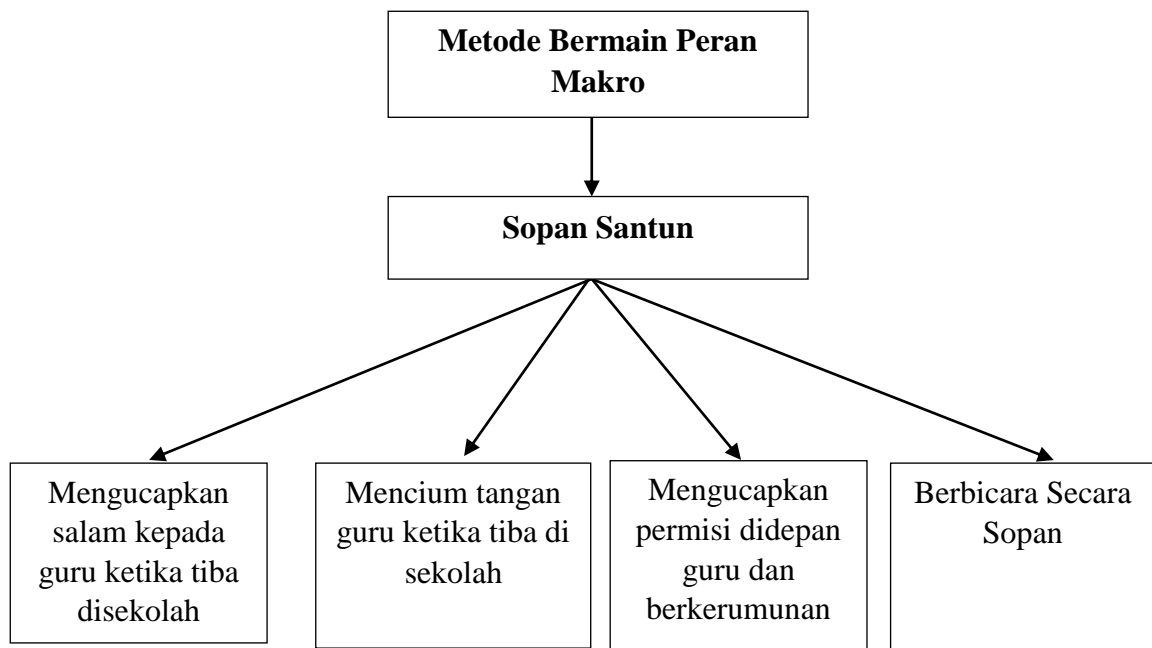 Metode Bermain Peran
Makro
Sopan Santun
Mengucapkan
salam kepada
guru ketika tiba
disekolah
Mencium tangan
guru ketika tiba di
sekolah
Mengucapkan
permisi didepan
guru dan
berkerumunan
Berbicara Secara
Sopan